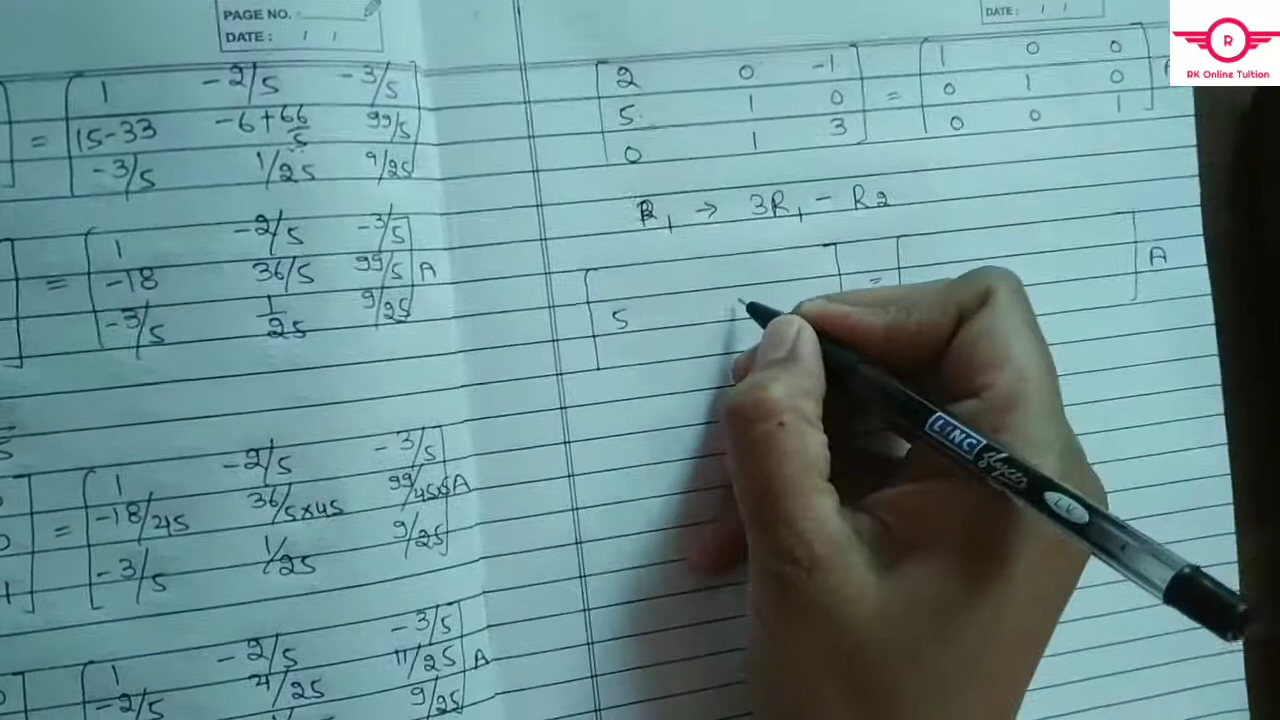 PAGE NO.
DATE : / /
= [ 1 -2/5 -3/5
15-33 -6+66/5 99/5
-3/5 1/25 9/25 ]
= [ 1 -2/5 -3/5
-18 36/5 99/5 ] A
-3/5 1/25 9/25
1 -2/5 -3/5
= [ -18/45 36/5×45 A
-3/5 1/25 9/25
1 -2/5 -3/5
-2/5 4/25 11/25 ] A
9/25
DATE : / /
R
RK Online Tuition
[ 2 0 -1 ] = [ 1 0 0 ]
5 1 0 0 1 0
0 1 3 0 0 1
R1 → 3R1 - R2
[ ] = [ ] A
5
LINC
glycer